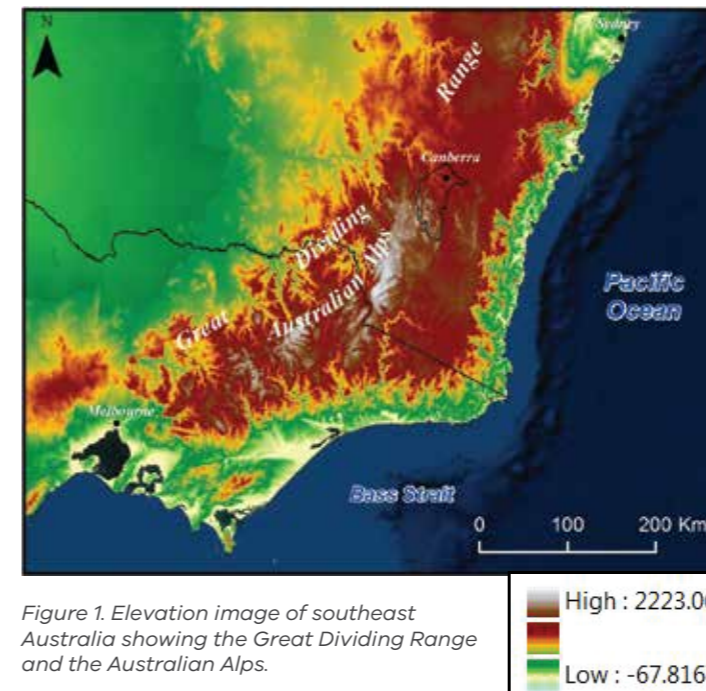 N
Sydney
Range
Canberra
Dividing
Australian Alps
Great
Pacific
Ocean
Melbourne
Bass Strait
0 100 200 Km
Figure 1. Elevation image of southeast
Australia showing the Great Dividing Range
and the Australian Alps.
High : 2223.0
Low : -67.816